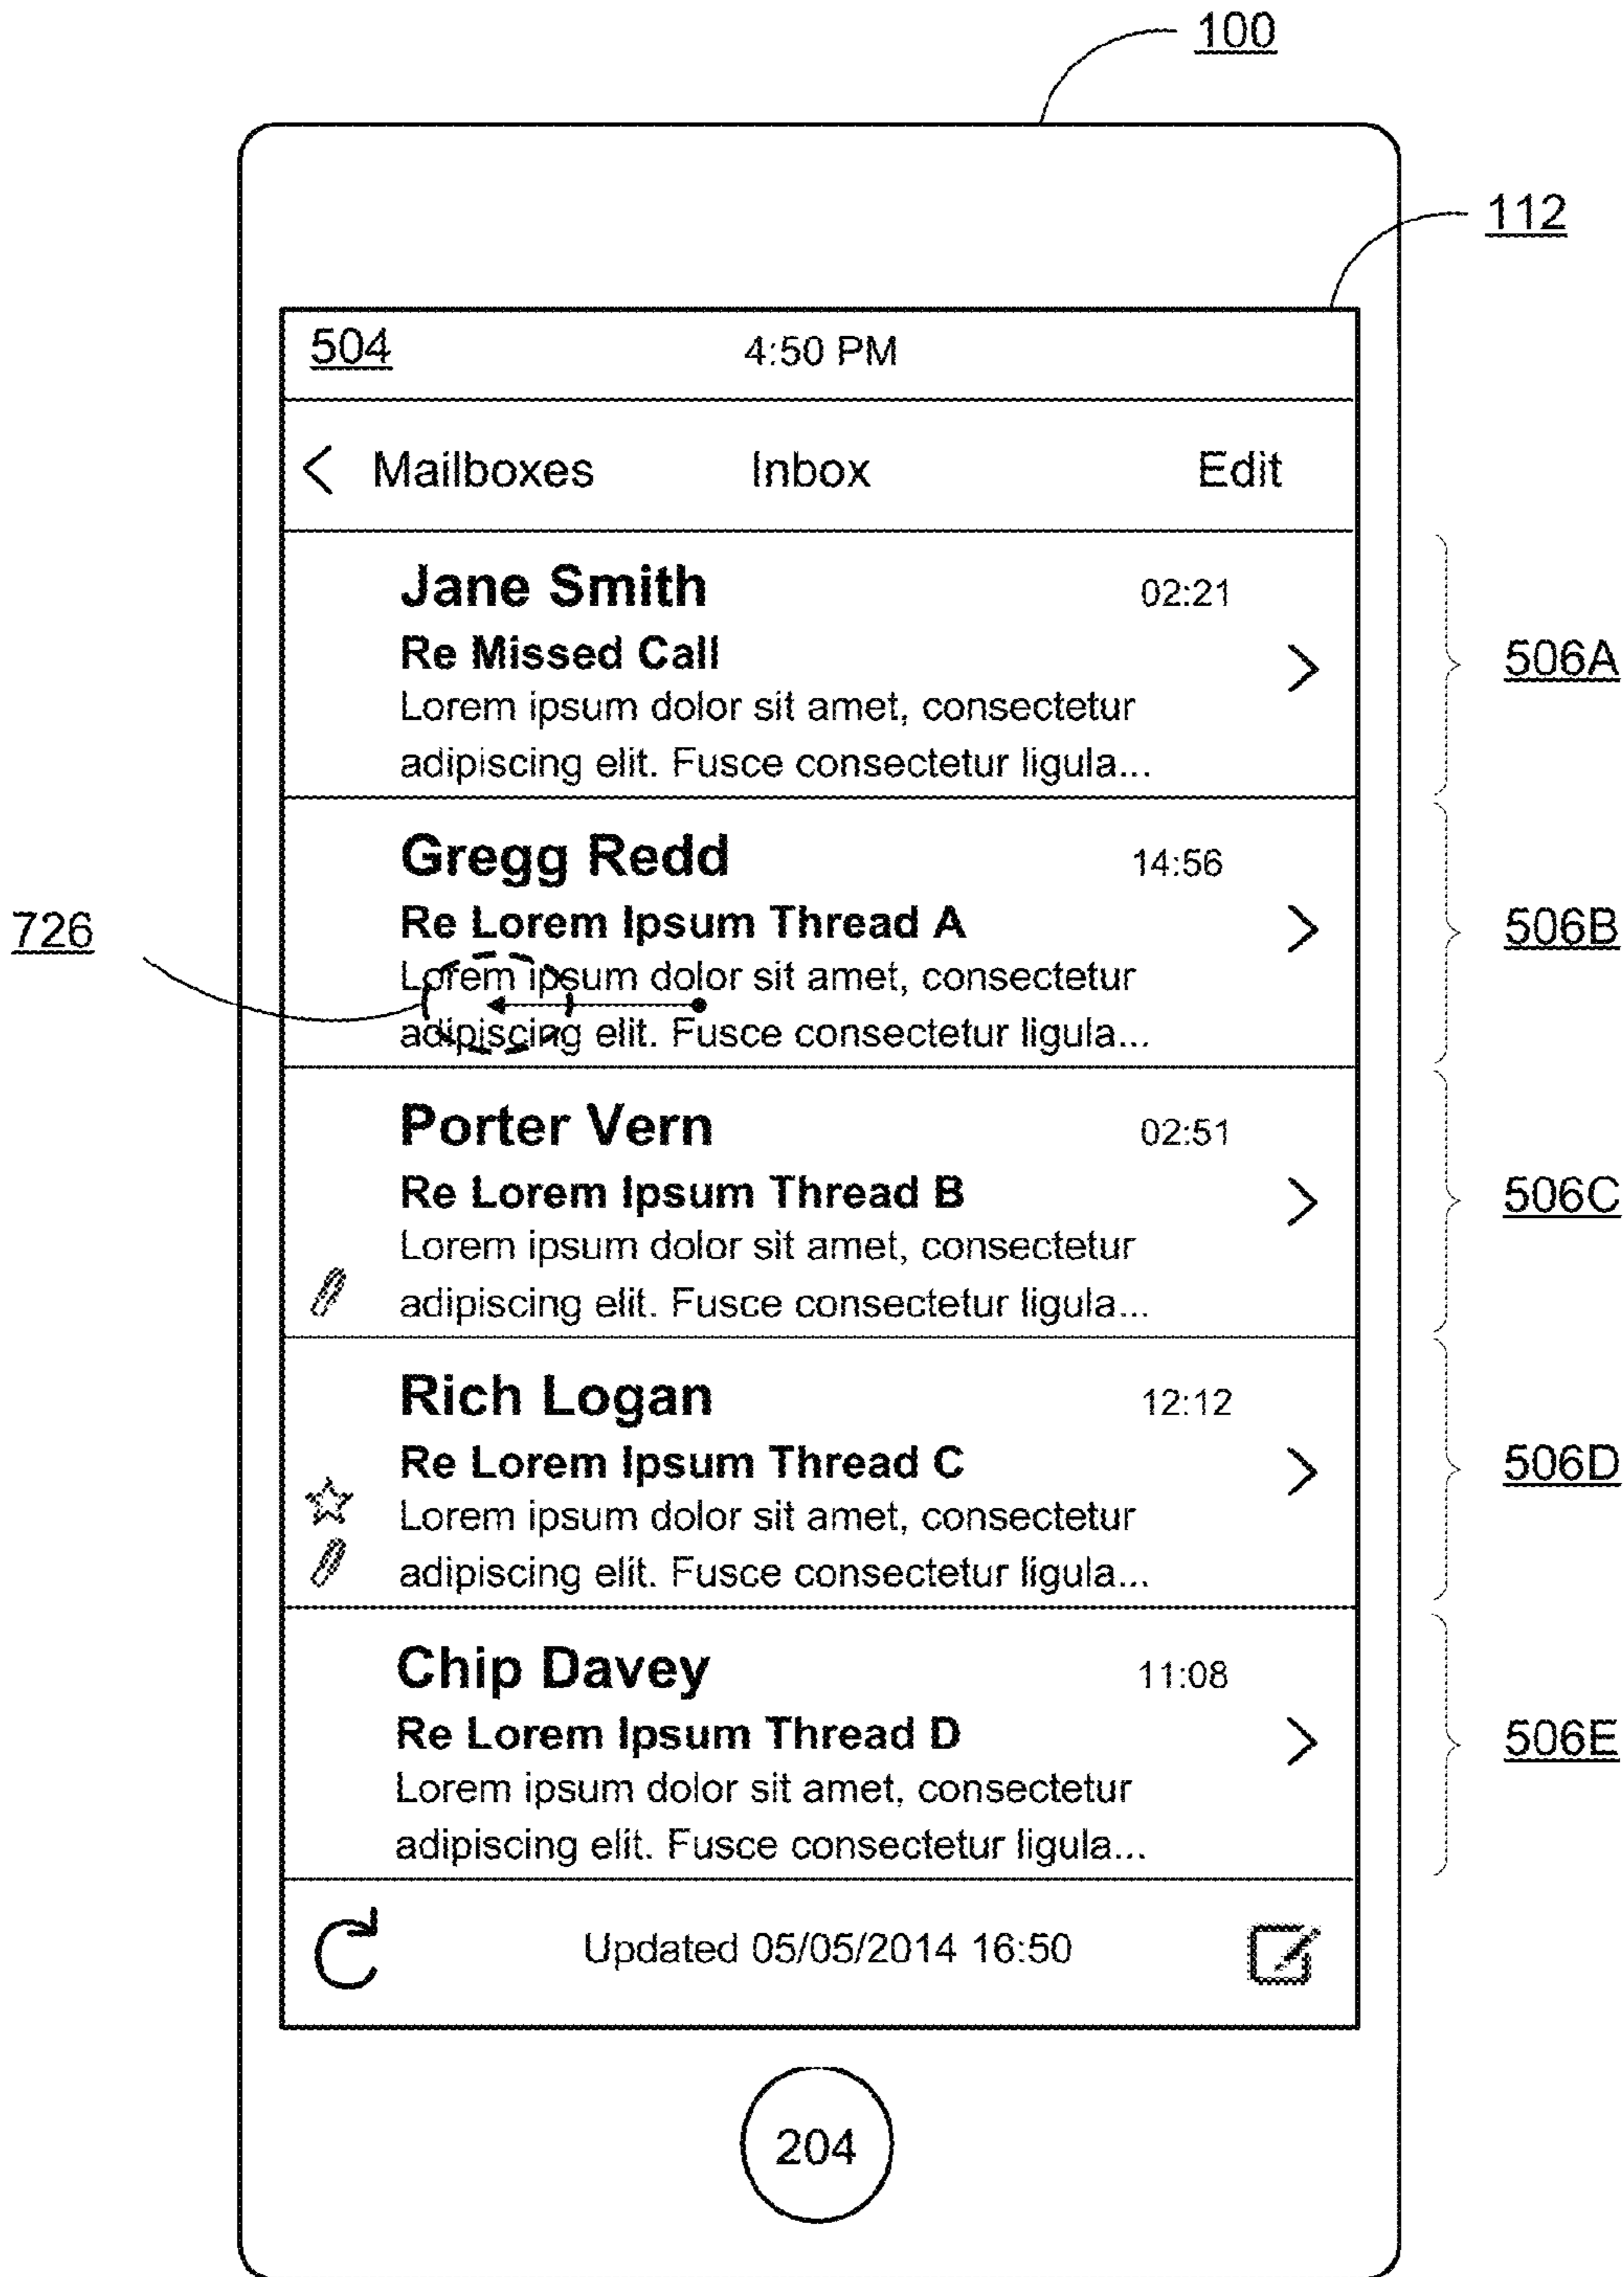 100
112
504
4:50 PM
< Mailboxes
Inbox
Edit
Jane Smith
02:21
Re Missed Call
Lorem ipsum dolor sit amet, consectetur
adipiscing elit. Fusce consectetur ligula...
506A
Gregg Redd
14:56
Re Lorem Ipsum Thread A
Lorem ipsum dolor sit amet, consectetur
adipiscing elit. Fusce consectetur ligula...
506B
726
Porter Vern
02:51
Re Lorem Ipsum Thread B
Lorem ipsum dolor sit amet, consectetur
adipiscing elit. Fusce consectetur ligula...
506C
Rich Logan
12:12
Re Lorem Ipsum Thread C
Lorem ipsum dolor sit amet, consectetur
adipiscing elit. Fusce consectetur ligula...
506D
Chip Davey
11:08
Re Lorem Ipsum Thread D
Lorem ipsum dolor sit amet, consectetur
adipiscing elit. Fusce consectetur ligula...
506E
Updated 05/05/2014 16:50
204